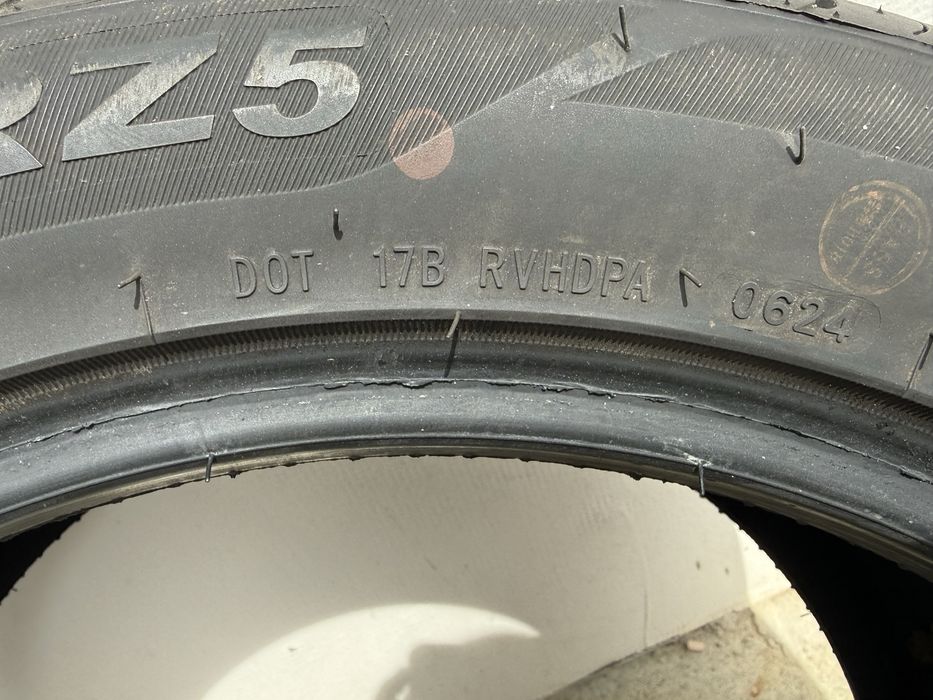 RZ5
DOT 17B RVHDPA 0624